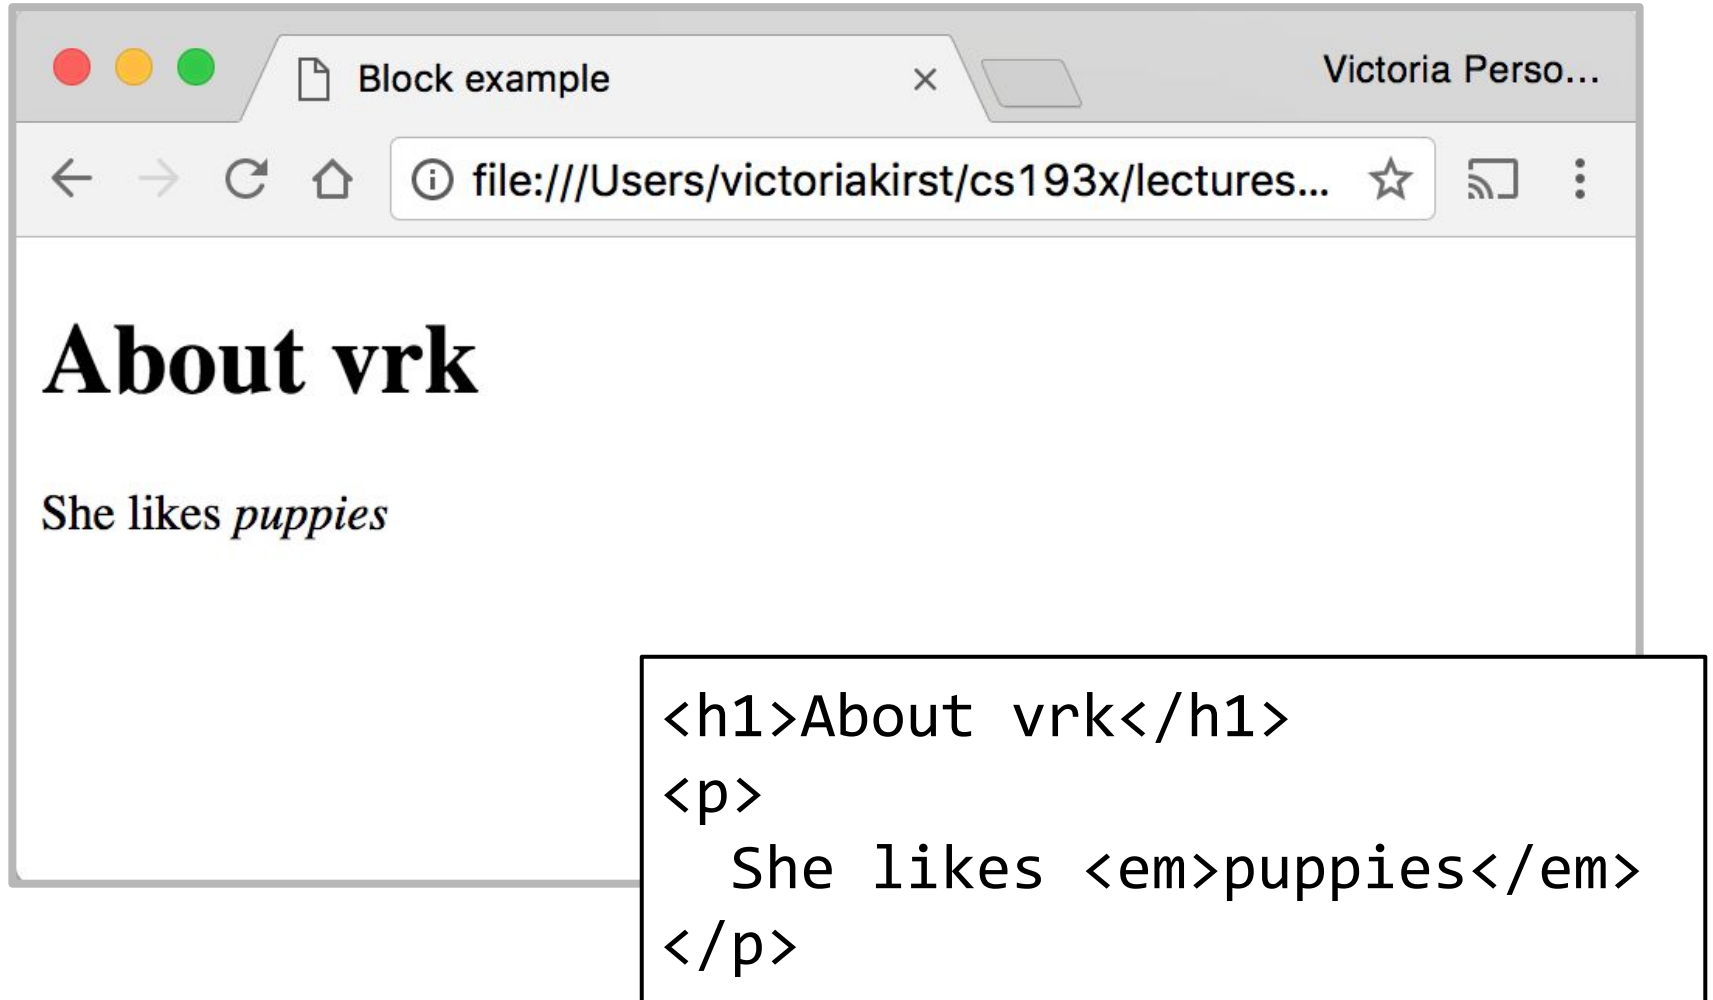 Block example
Victoria Perso...
file:///Users/victoriakirst/cs193x/lectures...
About vrk
She likes puppies
<h1>About vrk</h1>
<p>
  She likes <em>puppies</em>
</p>